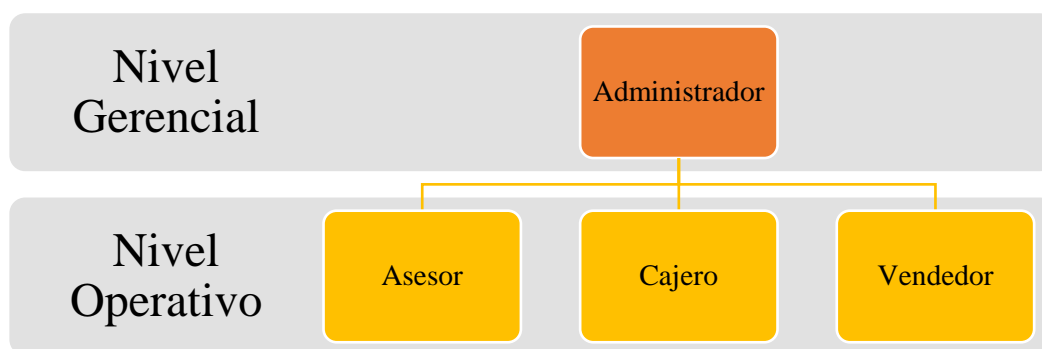 Nivel
Gerencial
Administrador
Nivel
Operativo
Asesor
Cajero
Vendedor